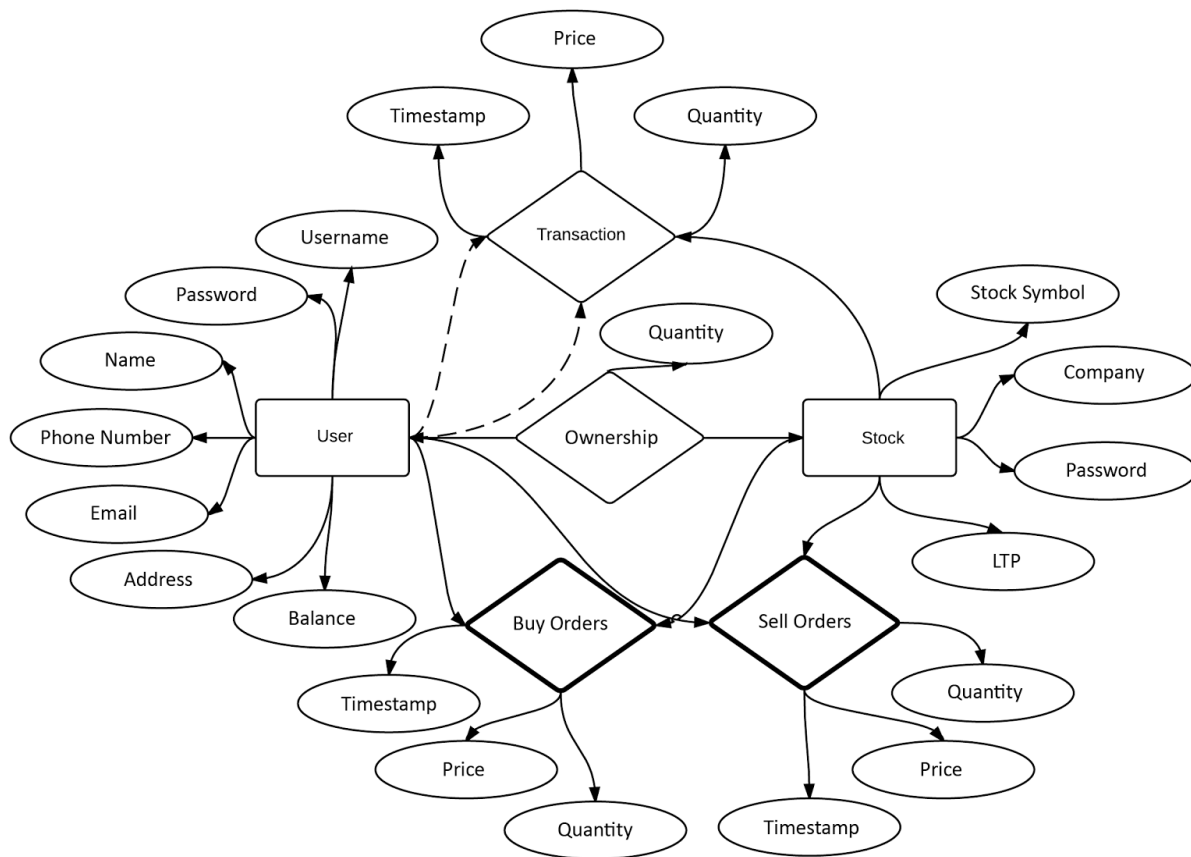 Price
Timestamp
Quantity
Transaction
Username
Password
Stock Symbol
Quantity
Name
Company
User
Ownership
Stock
Phone Number
Password
Email
LTP
Address
Balance
Buy Orders
Sell Orders
Quantity
Timestamp
Price
Price
Quantity
Timestamp